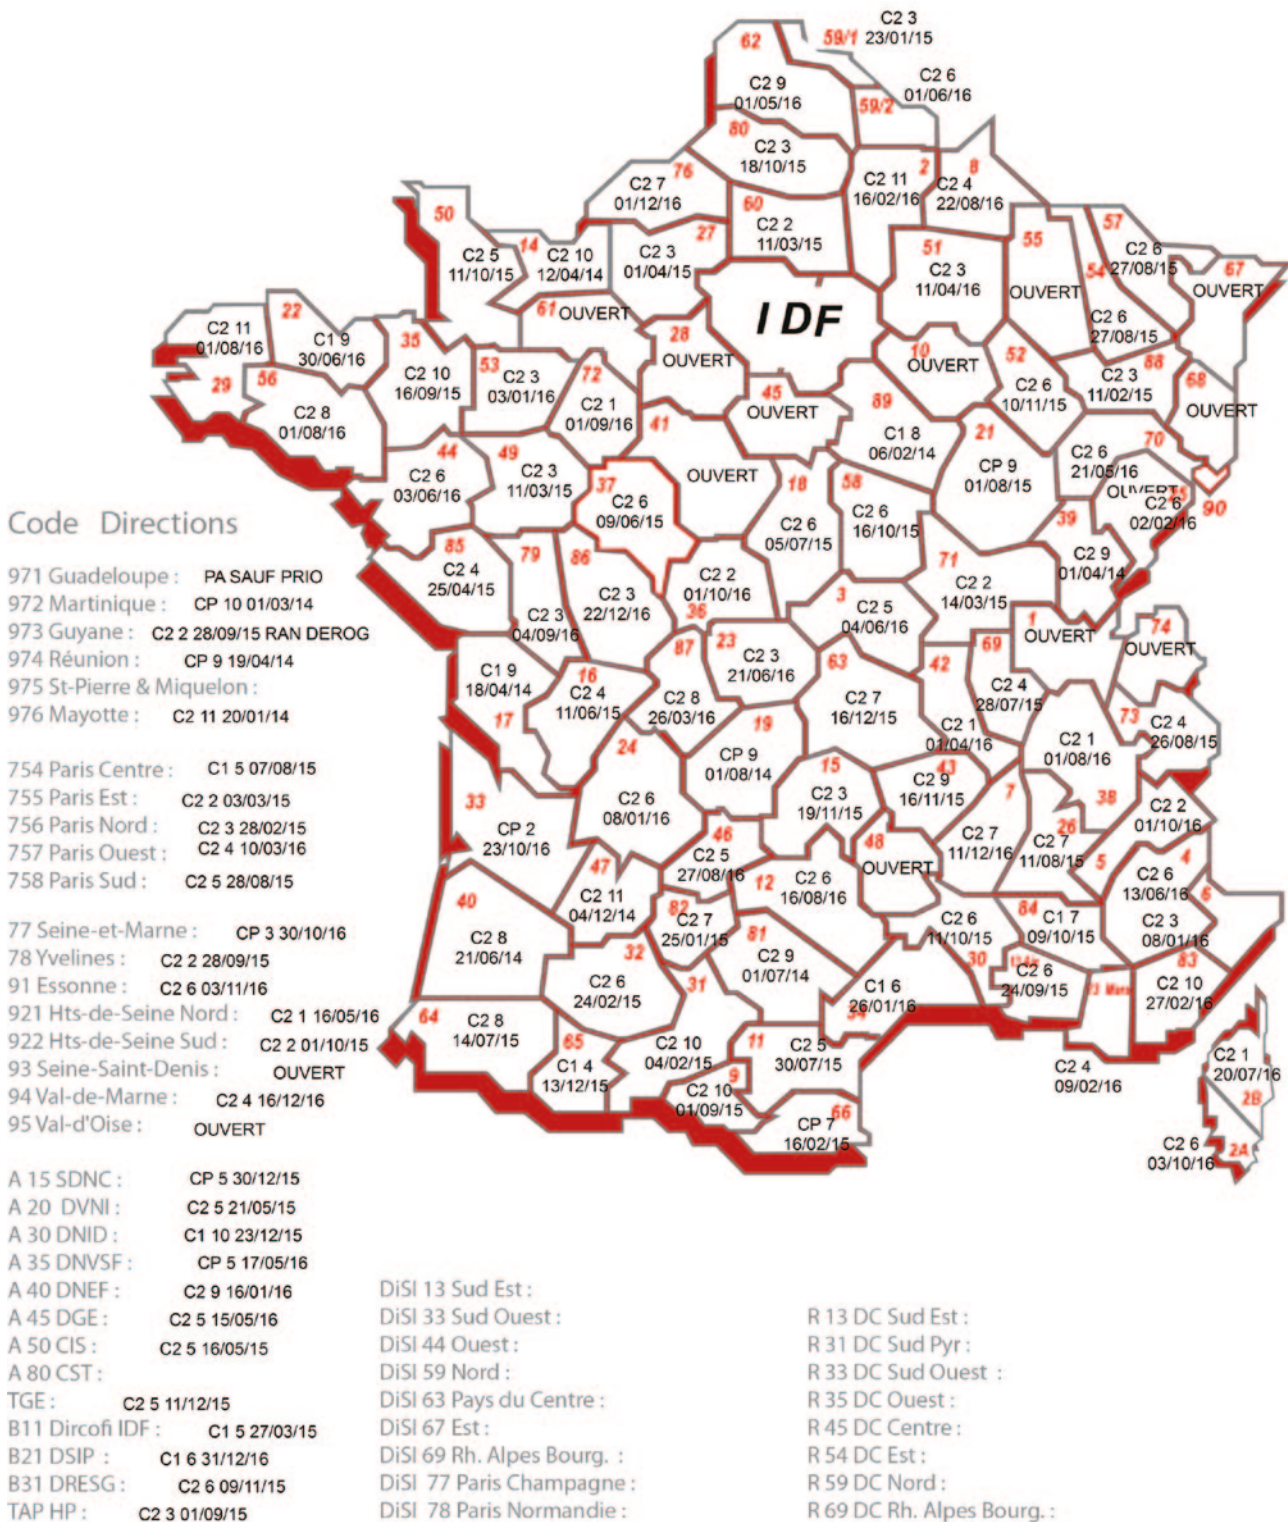 C2 3
23/01/15
59/1
62
C2 6
01/06/16
C2 9
01/05/16
59/2
80
C2 3
18/10/15
2
8
76
C2 7
01/12/16
C2 11
16/02/16
C2 4
22/08/16
50
60
C2 2
11/03/15
27
14
C2 5
11/10/15
C2 10
12/04/14
C2 3
01/04/15
51
C2 3
11/04/16
55
OUVERT
57
C2 6
27/08/15
54
67
OUVERT
61
OUVERT
IDF
C2 6
27/08/15
22
C2 11
01/08/16
C1 9
30/06/16
35
28
OUVERT
10
OUVERT
52
88
C2 3
11/02/15
68
OUVERT
29
56
C2 10
16/09/15
53
C2 3
03/01/16
72
C2 1
01/09/16
45
OUVERT
C2 6
10/11/15
C2 8
01/08/16
41
OUVERT
89
C1 8
06/02/14
21
CP 9
01/08/15
70
C2 6
21/05/16
44
C2 6
03/06/16
49
C2 3
11/03/15
37
C2 6
09/06/15
18
C2 6
05/07/15
58
C2 6
16/10/15
OUVERT
25
C2 6
02/02/16
90
39
C2 9
01/04/14
85
C2 4
25/04/15
79
C2 3
04/09/16
86
C2 3
22/12/16
C2 2
01/10/16
36
71
C2 2
14/03/15
3
C2 5
04/06/16
1
OUVERT
74
OUVERT
C1 9
18/04/14
17
16
C2 4
11/06/15
87
C2 8
26/03/16
23
C2 3
21/06/16
63
C2 7
16/12/15
42
C2 1
01/04/16
69
C2 4
28/07/15
73
C2 4
26/08/15
24
C2 6
08/01/16
19
CP 9
01/08/14
15
C2 3
19/11/15
43
C2 9
16/11/15
C2 1
01/08/16
38
33
CP 2
23/10/16
47
C2 11
04/12/14
46
C2 5
27/08/16
48
OUVERT
7
C2 7
11/12/16
26
C2 7
11/08/15
C2 2
01/10/16
5
4
C2 6
13/06/16
6
40
C2 8
21/06/14
82
C2 7
25/01/15
12
C2 6
16/08/16
C2 6
11/10/15
30
84
C1 7
09/10/15
C2 3
08/01/16
32
C2 6
24/02/15
81
C2 9
01/07/14
C2 6
24/09/15
83
C2 10
27/02/16
64
C2 8
14/07/15
31
C2 10
04/02/15
C1 6
26/01/16
34
65
C1 4
13/12/15
11
C2 5
30/07/15
C2 4
09/02/16
9
C2 10
01/09/15
66
CP 7
16/02/15
C2 1
20/07/16
2B
C2 6
03/10/16
2A
Code Directions
971 Guadeloupe : PA SAUF PRIO
972 Martinique : CP 10 01/03/14
973 Guyane : C2 2 28/09/15 RAN DEROG
974 Réunion : CP 9 19/04/14
975 St-Pierre & Miquelon :
976 Mayotte : C2 11 20/01/14
754 Paris Centre : C1 5 07/08/15
755 Paris Est : C2 2 03/03/15
756 Paris Nord : C2 3 28/02/15
757 Paris Ouest : C2 4 10/03/16
758 Paris Sud : C2 5 28/08/15
77 Seine-et-Marne : CP 3 30/10/16
78 Yvelines : C2 2 28/09/15
91 Essonne : C2 6 03/11/16
921 Hts-de-Seine Nord : C2 1 16/05/16
922 Hts-de-Seine Sud : C2 2 01/10/15
93 Seine-Saint-Denis : OUVERT
94 Val-de-Marne : C2 4 16/12/16
95 Val-d'Oise : OUVERT
A 15 SDNC : CP 5 30/12/15
A 20 DVNI : C2 5 21/05/15
A 30 DNID : C1 10 23/12/15
A 35 DNVSF : CP 5 17/05/16
A 40 DNEF : C2 9 16/01/16
A 45 DGE : C2 5 15/05/16
A 50 CIS : C2 5 16/05/15
A 80 CST :
TGE : C2 5 11/12/15
B11 Dircofi IDF : C1 5 27/03/15
B21 DSIP : C1 6 31/12/16
B31 DRESG : C2 6 09/11/15
TAP HP : C2 3 01/09/15
DiSI 13 Sud Est :
DiSI 33 Sud Ouest :
DiSI 44 Ouest :
DiSI 59 Nord :
DiSI 63 Pays du Centre :
DiSI 67 Est :
DiSI 69 Rh. Alpes Bourg. :
DiSI 77 Paris Champagne :
DiSI 78 Paris Normandie :
R 13 DC Sud Est :
R 31 DC Sud Pyr :
R 33 DC Sud Ouest :
R 35 DC Ouest :
R 45 DC Centre :
R 54 DC Est :
R 59 DC Nord :
R 69 DC Rh. Alpes Bourg. :